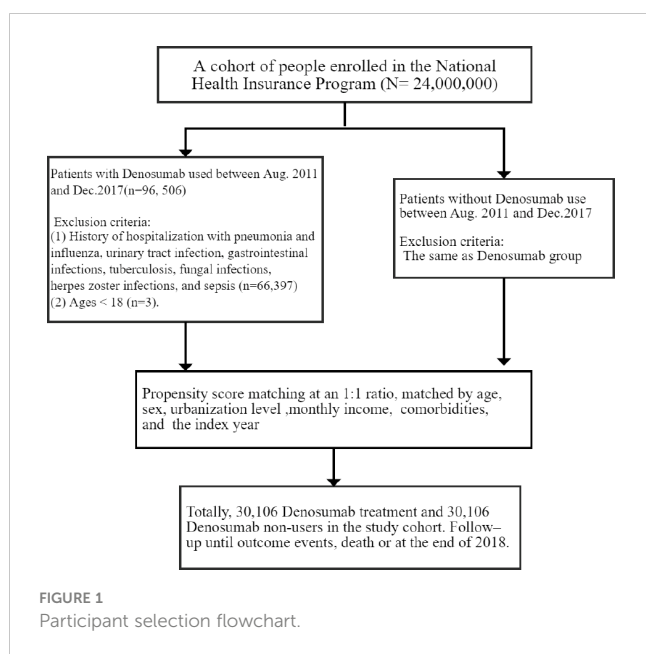 A cohort of people enrolled in the National
Health Insurance Program (N= 24,000,000)
Patients with Denosumab used between Aug. 2011
and Dec.2017(n=96, 506)
Exclusion criteria:
(1) History of hospitalization with pneumonia and
influenza, urinary tract infection, gastrointestinal
infections, tuberculosis, fungal infections,
herpes zoster infections, and sepsis (n=66,397)
(2) Ages < 18 (n=3).
Patients without Denosumab use
between Aug. 2011 and Dec.2017
Exclusion criteria:
The same as Denosumab group
Propensity score matching at an 1:1 ratio, matched by age,
sex, urbanization level ,monthly income, comorbidities,
and the index year
Totally, 30,106 Denosumab treatment and 30,106
Denosumab non-users in the study cohort. Follow–
up until outcome events, death or at the end of 2018.
FIGURE 1
Participant selection flowchart.